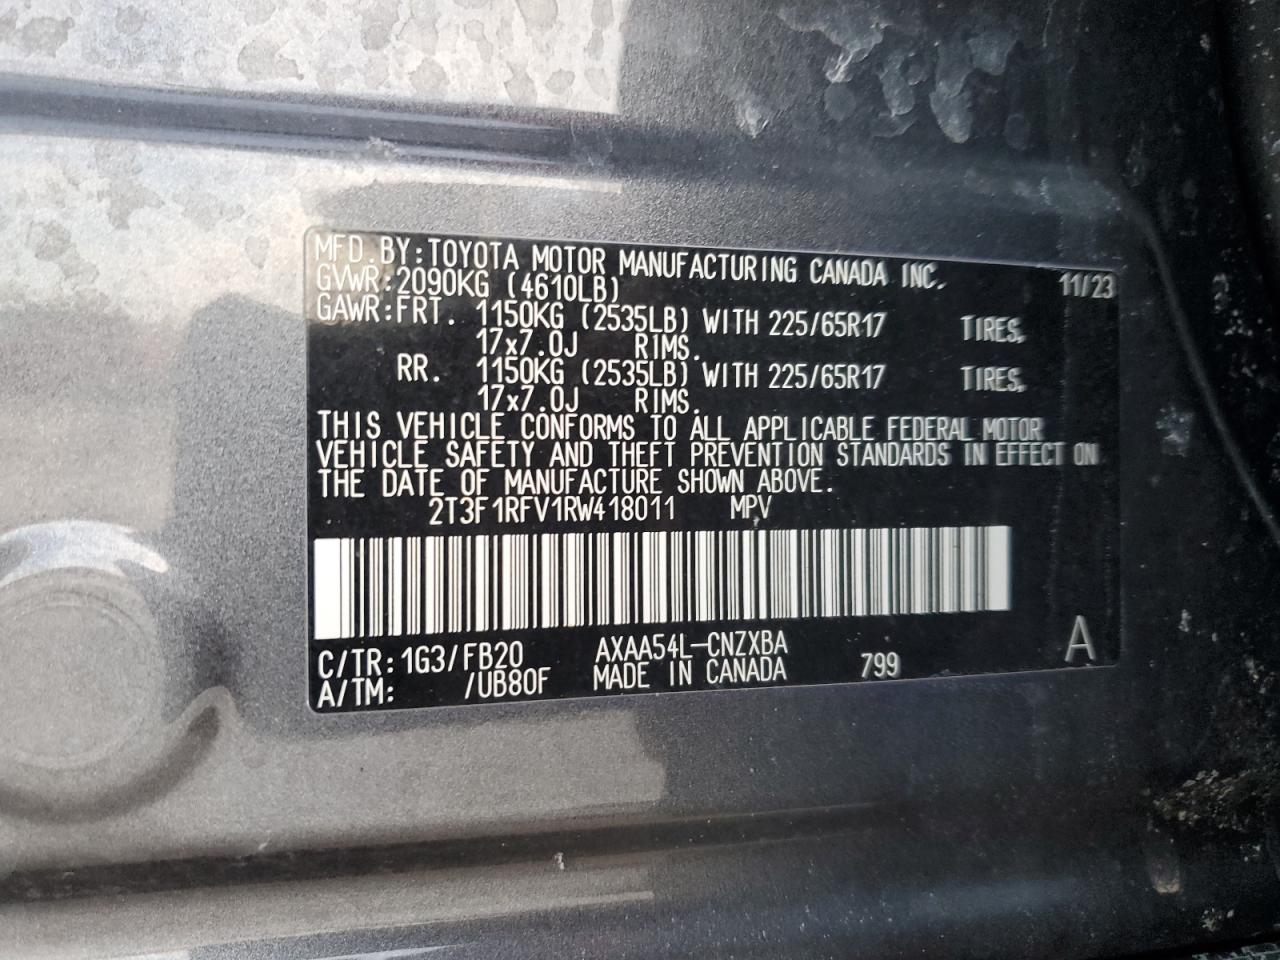 MFD.BY:TOYOTA MOTOR MANUFACTURING CANADA INC. 11/23
GVWR:2090KG (4610LB)
GAWR:FRT. 1150KG (2535LB) WITH 225/65R17 TIRES,
17x7.0J RIMS.
RR. 1150KG (2535LB) WITH 225/65R17 TIRES,
17x7.0J RIMS.
THIS VEHICLE CONFORMS TO ALL APPLICABLE FEDERAL MOTOR
VEHICLE SAFETY AND THEFT PREVENTION STANDARDS IN EFFECT ON
THE DATE OF MANUFACTURE SHOWN ABOVE.
2T3F1RFV1RW418011 MPV
C/TR:1G3/FB20 AXAA54L-CNZXBA A
A/TM: /UB80F MADE IN CANADA 799